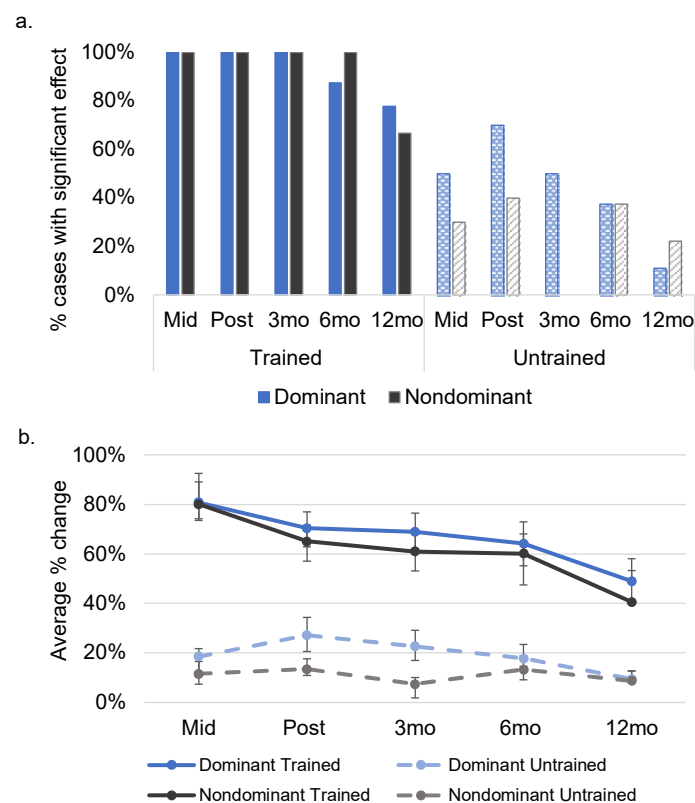 a.
% cases with significant effect
100%
80%
60%
40%
20%
0%
Mid Post 3mo 6mo 12mo Mid Post 3mo 6mo 12mo
Trained Untrained
Dominant Nondominant
b.
Average % change
100%
80%
60%
40%
20%
0%
Mid Post 3mo 6mo 12mo
Dominant Trained Dominant Untrained
Nondominant Trained Nondominant Untrained